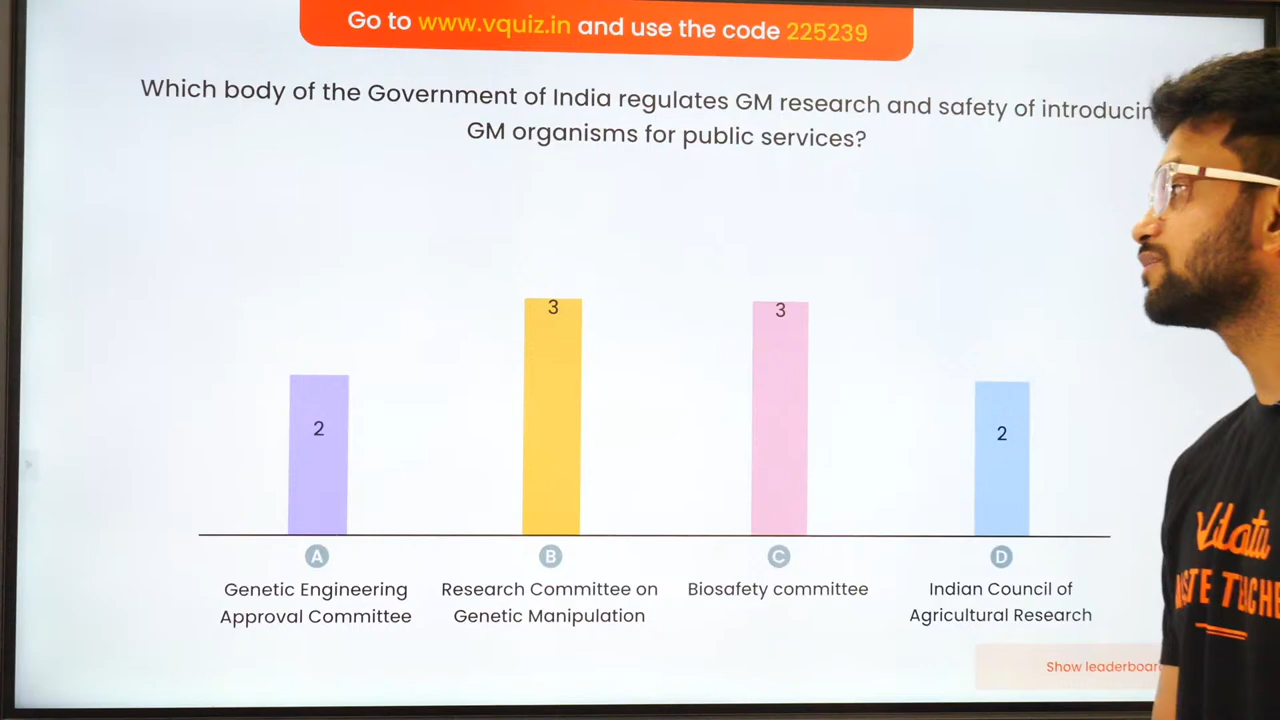 Go to www.vquiz.in and use the code 225239
Which body of the Government of India regulates GM research and safety of introducin
GM organisms for public services?
3
3
2
2
A
B
C
D
Genetic Engineering
Approval Committee
Research Committee on
Genetic Manipulation
Biosafety committee
Indian Council of
Agricultural Research
Show leaderboar